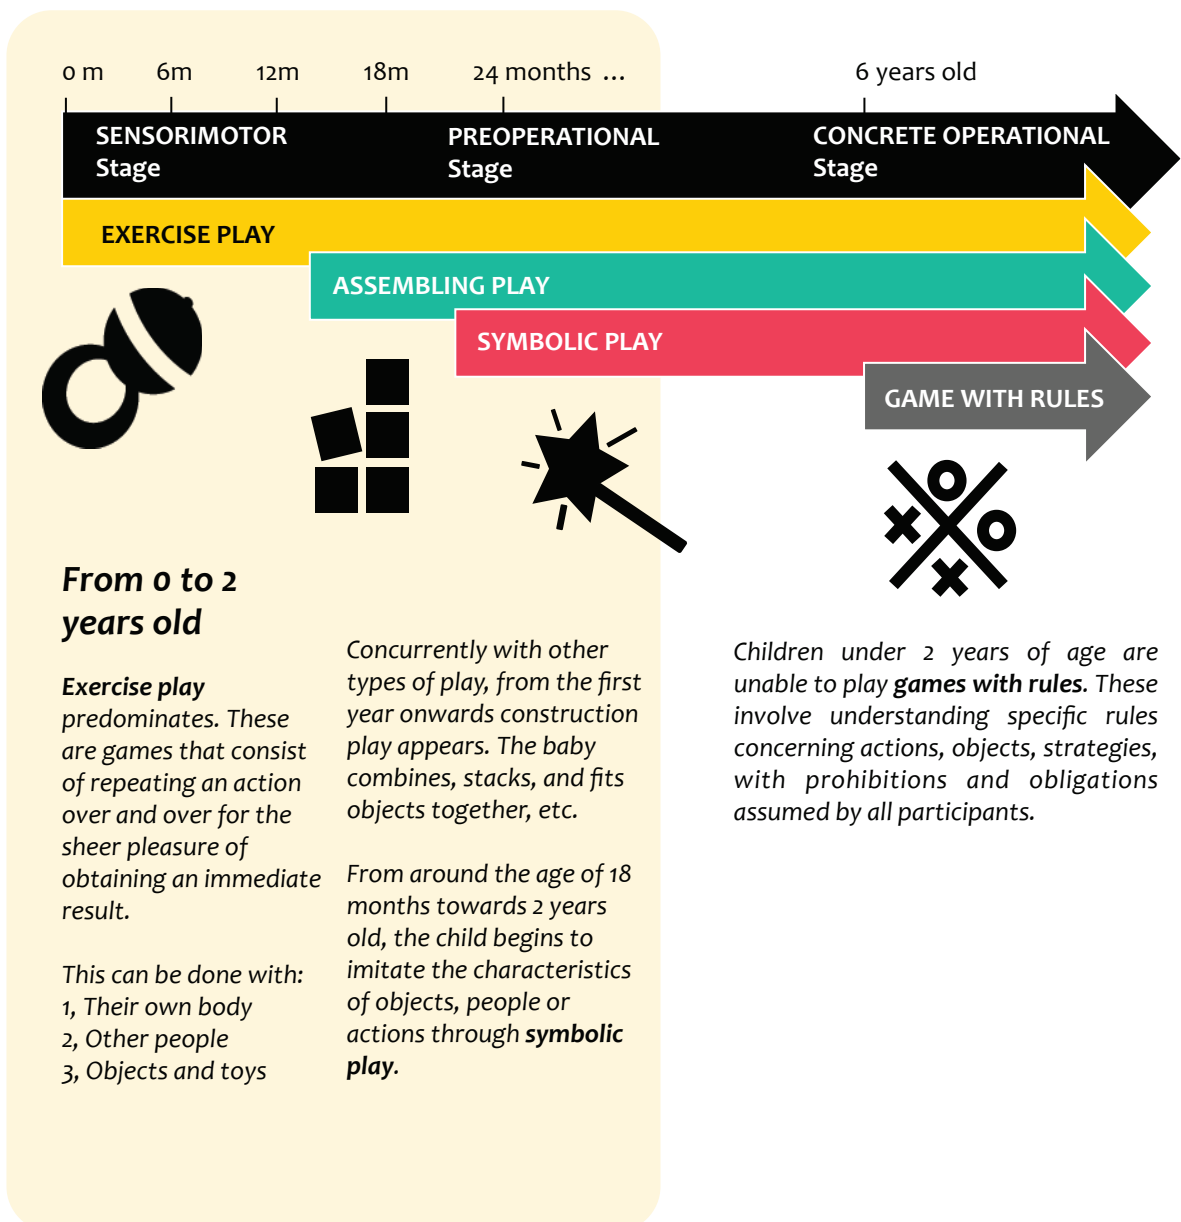 0 m 6m 12m 18m 24 months ... 6 years old
SENSORIMOTOR
Stage
PREOPERATIONAL
Stage
CONCRETE OPERATIONAL
Stage
EXERCISE PLAY
ASSEMBLING PLAY
SYMBOLIC PLAY
GAME WITH RULES
From 0 to 2
years old
Exercise play
predominates. These
are games that consist
of repeating an action
over and over for the
sheer pleasure of
obtaining an immediate
result.
This can be done with:
1, Their own body
2, Other people
3, Objects and toys
Concurrently with other
types of play, from the first
year onwards construction
play appears. The baby
combines, stacks, and fits
objects together, etc.
From around the age of 18
months towards 2 years
old, the child begins to
imitate the characteristics
of objects, people or
actions through symbolic
play.
Children under 2 years of age are
unable to play games with rules. These
involve understanding specific rules
concerning actions, objects, strategies,
with prohibitions and obligations
assumed by all participants.